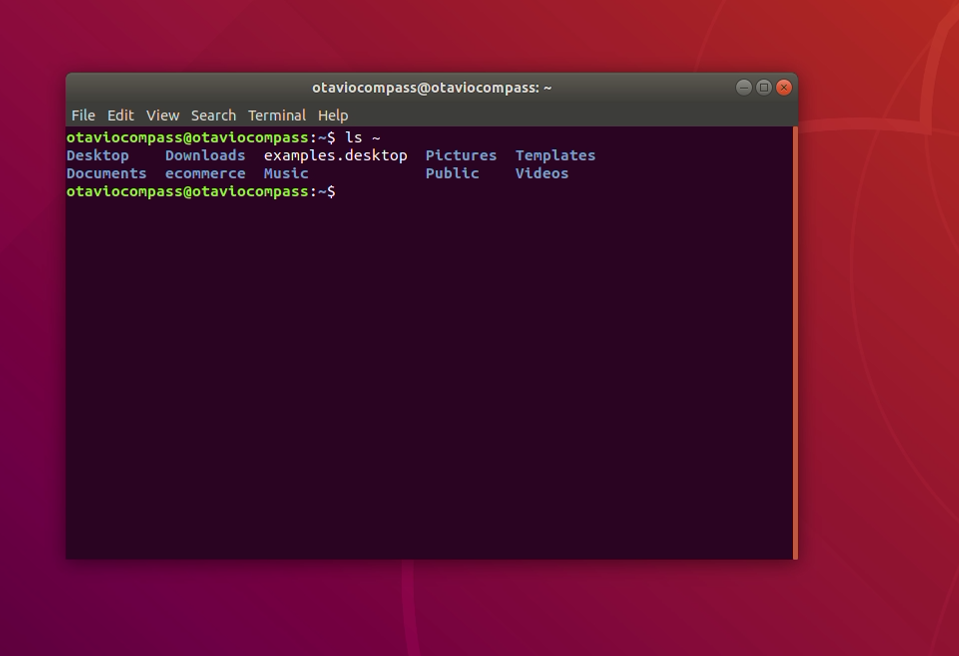 otaviocompass@otaviocompass: ~
File Edit View Search Terminal Help
otaviocompass@otaviocompass:~$ ls ~
Desktop    Downloads  examples.desktop  Pictures  Templates
Documents  ecommerce  Music             Public    Videos
otaviocompass@otaviocompass:~$